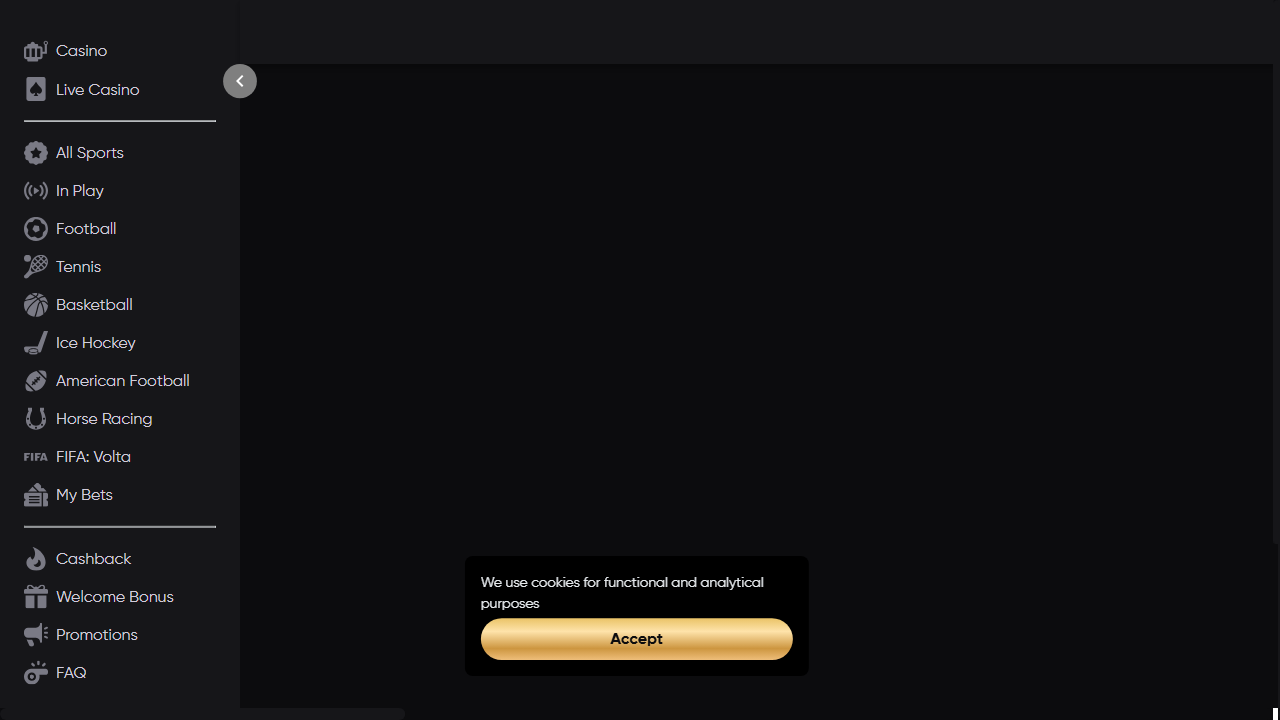 Casino
Live Casino
All Sports
In Play
Football
Tennis
Basketball
Ice Hockey
American Football
Horse Racing
FIFA FIFA: Volta
My Bets
Cashback
Welcome Bonus
Promotions
FAQ
We use cookies for functional and analytical
purposes
Accept